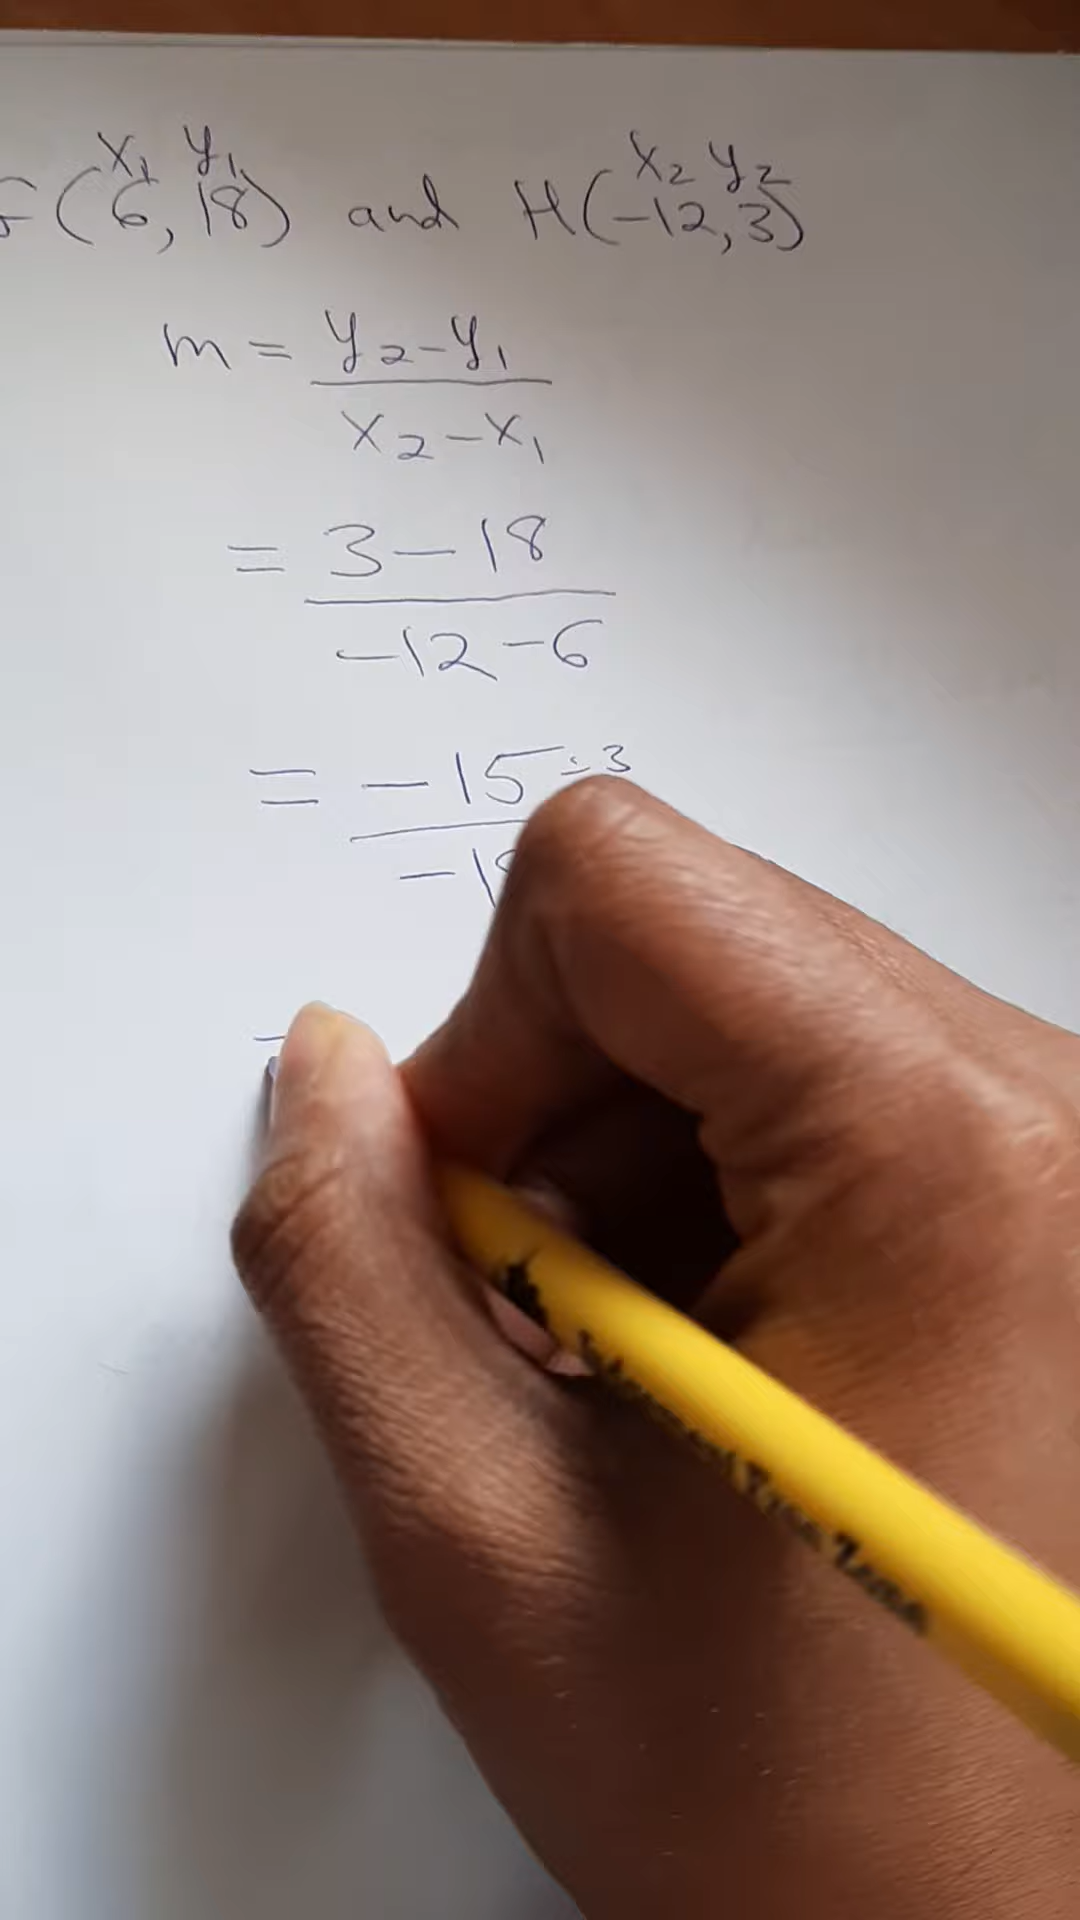 x₁ y₁ x₂ y₂
(6, 18) and H(-12, 3)
m = y₂ - y₁
x₂ - x₁
= 3 - 18
-12 - 6
= -15 ÷ 3
-18
=